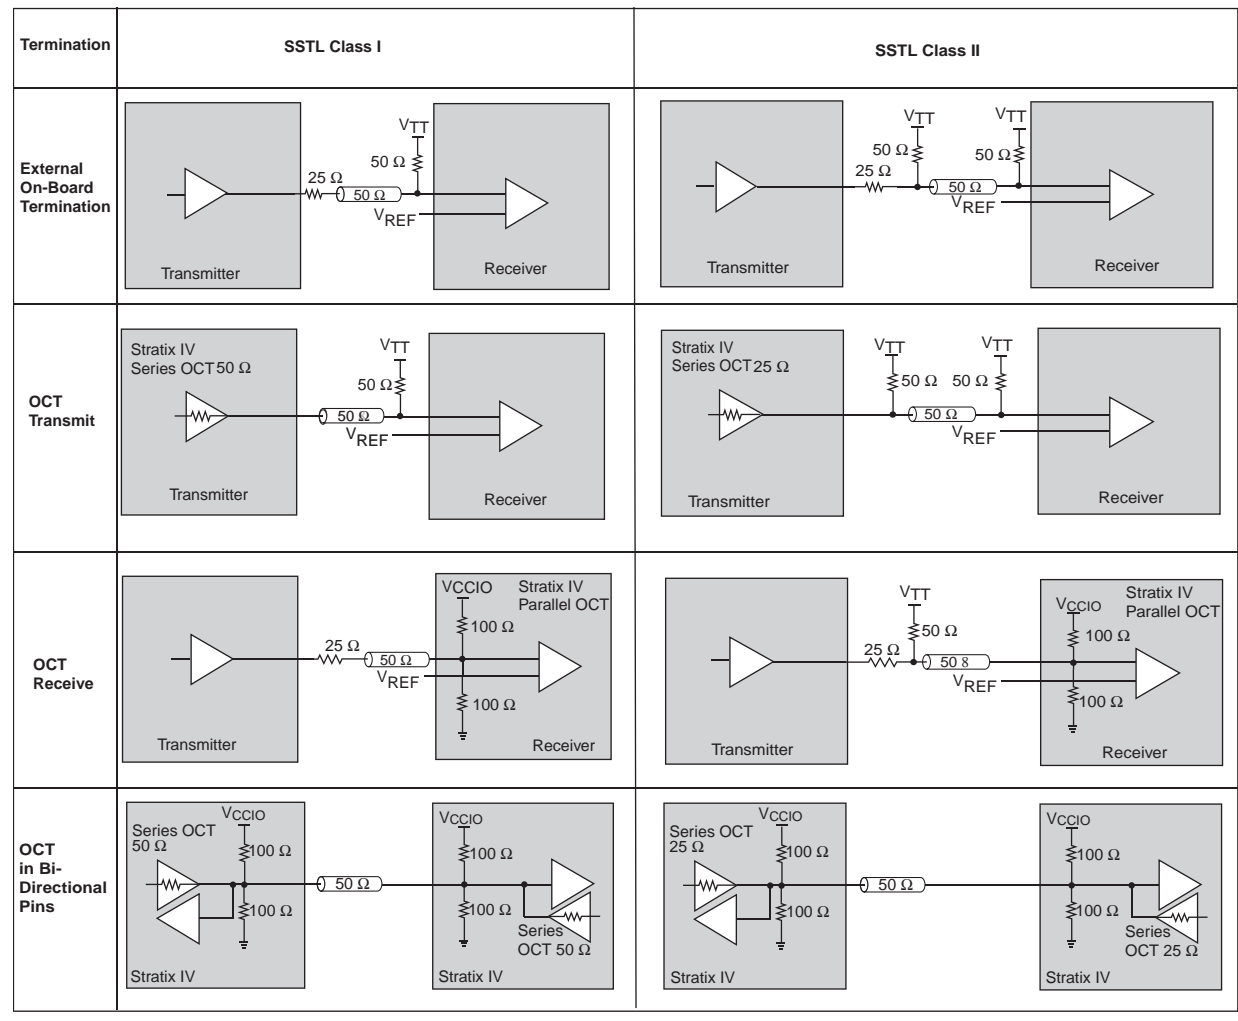 Termination
SSTL Class I
SSTL Class II
External
On-Board
Termination
VTT
50 Ω
25 Ω
50 Ω
VREF
Transmitter
Receiver
VTT
VTT
50 Ω
50 Ω
25 Ω
50 Ω
VREF
Transmitter
Receiver
OCT
Transmit
Stratix IV
Series OCT 50 Ω
VTT
50 Ω
50 Ω
VREF
Transmitter
Receiver
Stratix IV
Series OCT 25 Ω
VTT
VTT
50 Ω
50 Ω
50 Ω
VREF
Transmitter
Receiver
OCT
Receive
VCCIO
Stratix IV
Parallel OCT
100 Ω
25 Ω
50 Ω
VREF
100 Ω
Transmitter
Receiver
VTT
50 Ω
25 Ω
50 8
VREF
VCCIO
Stratix IV
Parallel OCT
100 Ω
100 Ω
Transmitter
Receiver
OCT
in Bi-
Directional
Pins
Series OCT
50 Ω
VCCIO
100 Ω
100 Ω
Stratix IV
50 Ω
VCCIO
100 Ω
100 Ω
Series
OCT 50 Ω
Stratix IV
Series OCT
25 Ω
VCCIO
100 Ω
100 Ω
Stratix IV
50 Ω
VCCIO
100 Ω
100 Ω
Series
OCT 25 Ω
Stratix IV